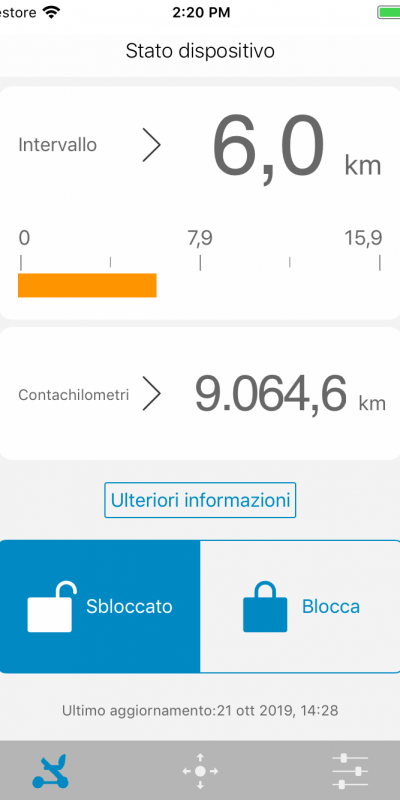 estore 2:20 PM
Stato dispositivo
Intervallo 6,0 km
0 7,9 15,9
Contachilometri 9.064,6 km
Ulteriori informazioni
Sbloccato Blocca
Ultimo aggiornamento:21 ott 2019, 14:28